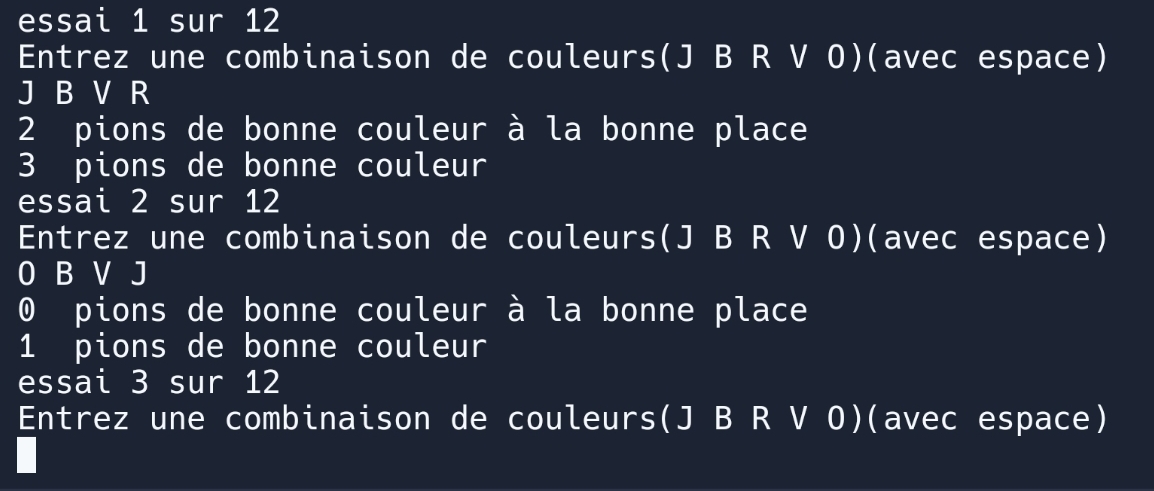 essai 1 sur 12
Entrez une combinaison de couleurs(J B R V O)(avec espace)
J B V R
2  pions de bonne couleur à la bonne place
3  pions de bonne couleur
essai 2 sur 12
Entrez une combinaison de couleurs(J B R V O)(avec espace)
O B V J
0  pions de bonne couleur à la bonne place
1  pions de bonne couleur
essai 3 sur 12
Entrez une combinaison de couleurs(J B R V O)(avec espace)